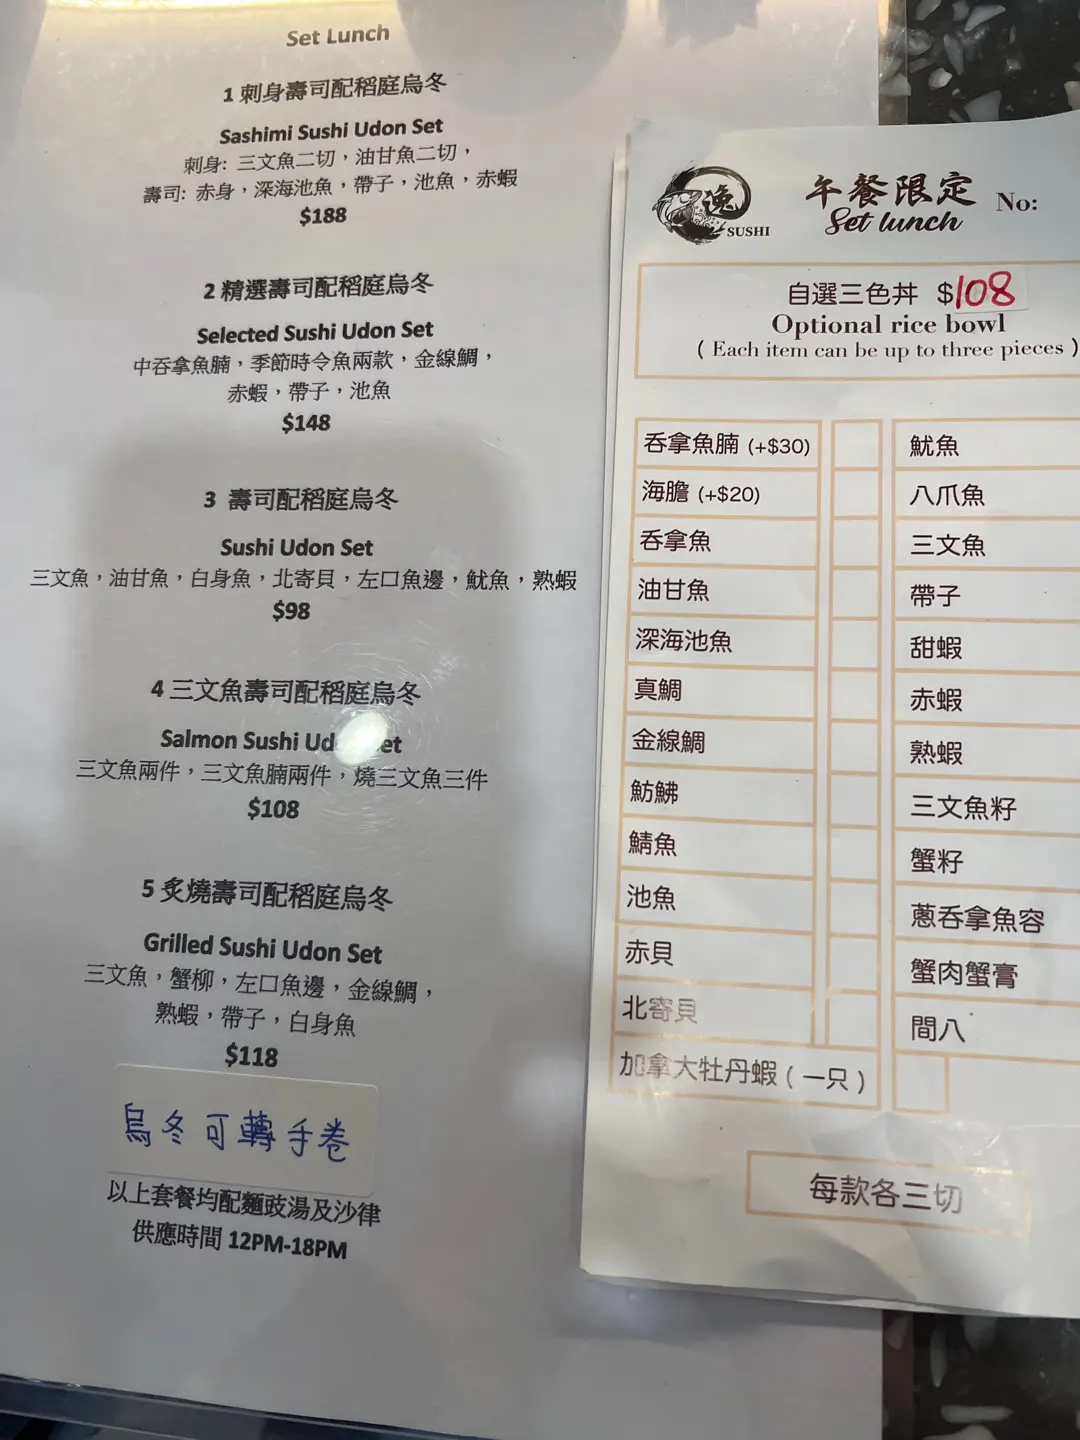 Set Lunch
1 刺身壽司配稻庭烏冬
Sashimi Sushi Udon Set
刺身: 三文魚二切，油甘魚二切，
壽司: 赤身，深海池魚，帶子，池魚，赤蝦
$188
2 精選壽司配稻庭烏冬
Selected Sushi Udon Set
中吞拿魚腩，季節時令魚兩款，金線鯛，
赤蝦，帶子，池魚
$148
3 壽司配稻庭烏冬
Sushi Udon Set
三文魚，油甘魚，白身魚，北寄貝，左口魚邊，魷魚，熟蝦
$98
4 三文魚壽司配稻庭烏冬
Salmon Sushi Ud et
三文魚兩件，三文魚腩兩件，燒三文魚三件
$108
5 炙燒壽司配稻庭烏冬
Grilled Sushi Udon Set
三文魚，蟹柳，左口魚邊，金線鯛，
熟蝦，帶子，白身魚
$118
烏冬可轉手卷
以上套餐均配麵豉湯及沙律
供應時間 12PM-18PM
逸
SUSHI
午餐限定
Set lunch
No:
自選三色丼 $108
Optional rice bowl
( Each item can be up to three pieces )
吞拿魚腩 (+$30)
海膽 (+$20)
吞拿魚
油甘魚
深海池魚
真鯛
金線鯛
魴鮄
鯖魚
池魚
赤貝
北寄貝
加拿大牡丹蝦 ( 一只 )
魷魚
八爪魚
三文魚
帶子
甜蝦
赤蝦
熟蝦
三文魚籽
蟹籽
蔥吞拿魚容
蟹肉蟹膏
間八
每款各三切